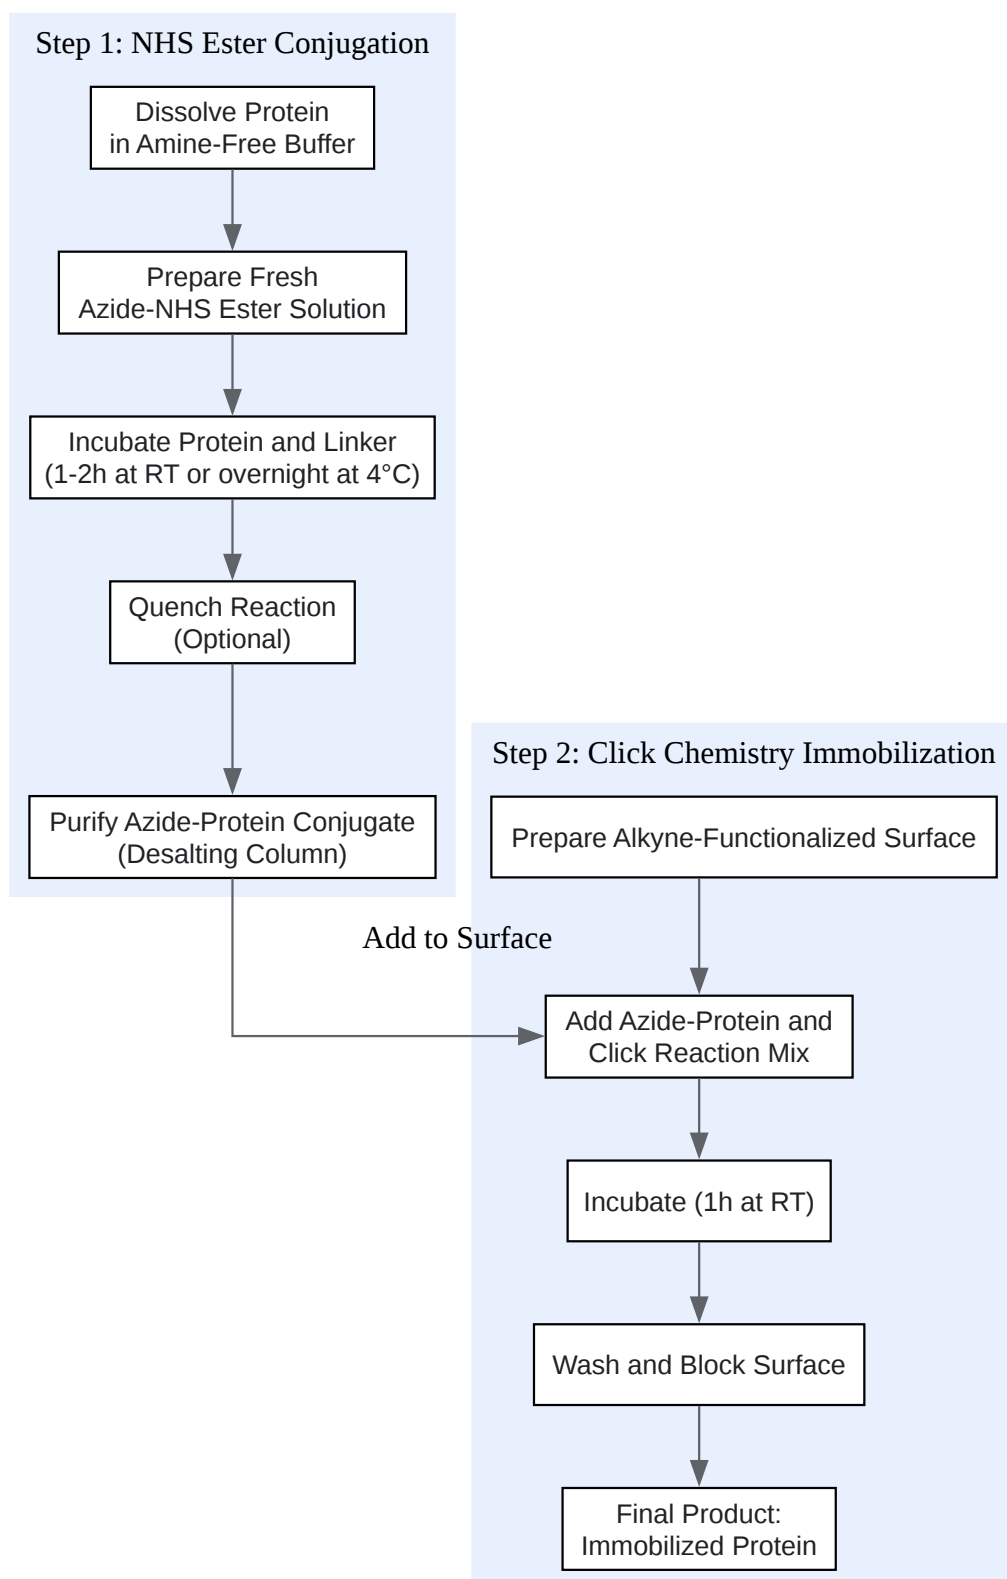 Step 1: NHS Ester Conjugation
Dissolve Protein
in Amine-Free Buffer
Prepare Fresh
Azide-NHS Ester Solution
Incubate Protein and Linker
(1-2h at RT or overnight at 4°C)
Quench Reaction
(Optional)
Purify Azide-Protein Conjugate
(Desalting Column)
Add to Surface
Step 2: Click Chemistry Immobilization
Prepare Alkyne-Functionalized Surface
Add Azide-Protein and
Click Reaction Mix
Incubate (1h at RT)
Wash and Block Surface
Final Product:
Immobilized Protein